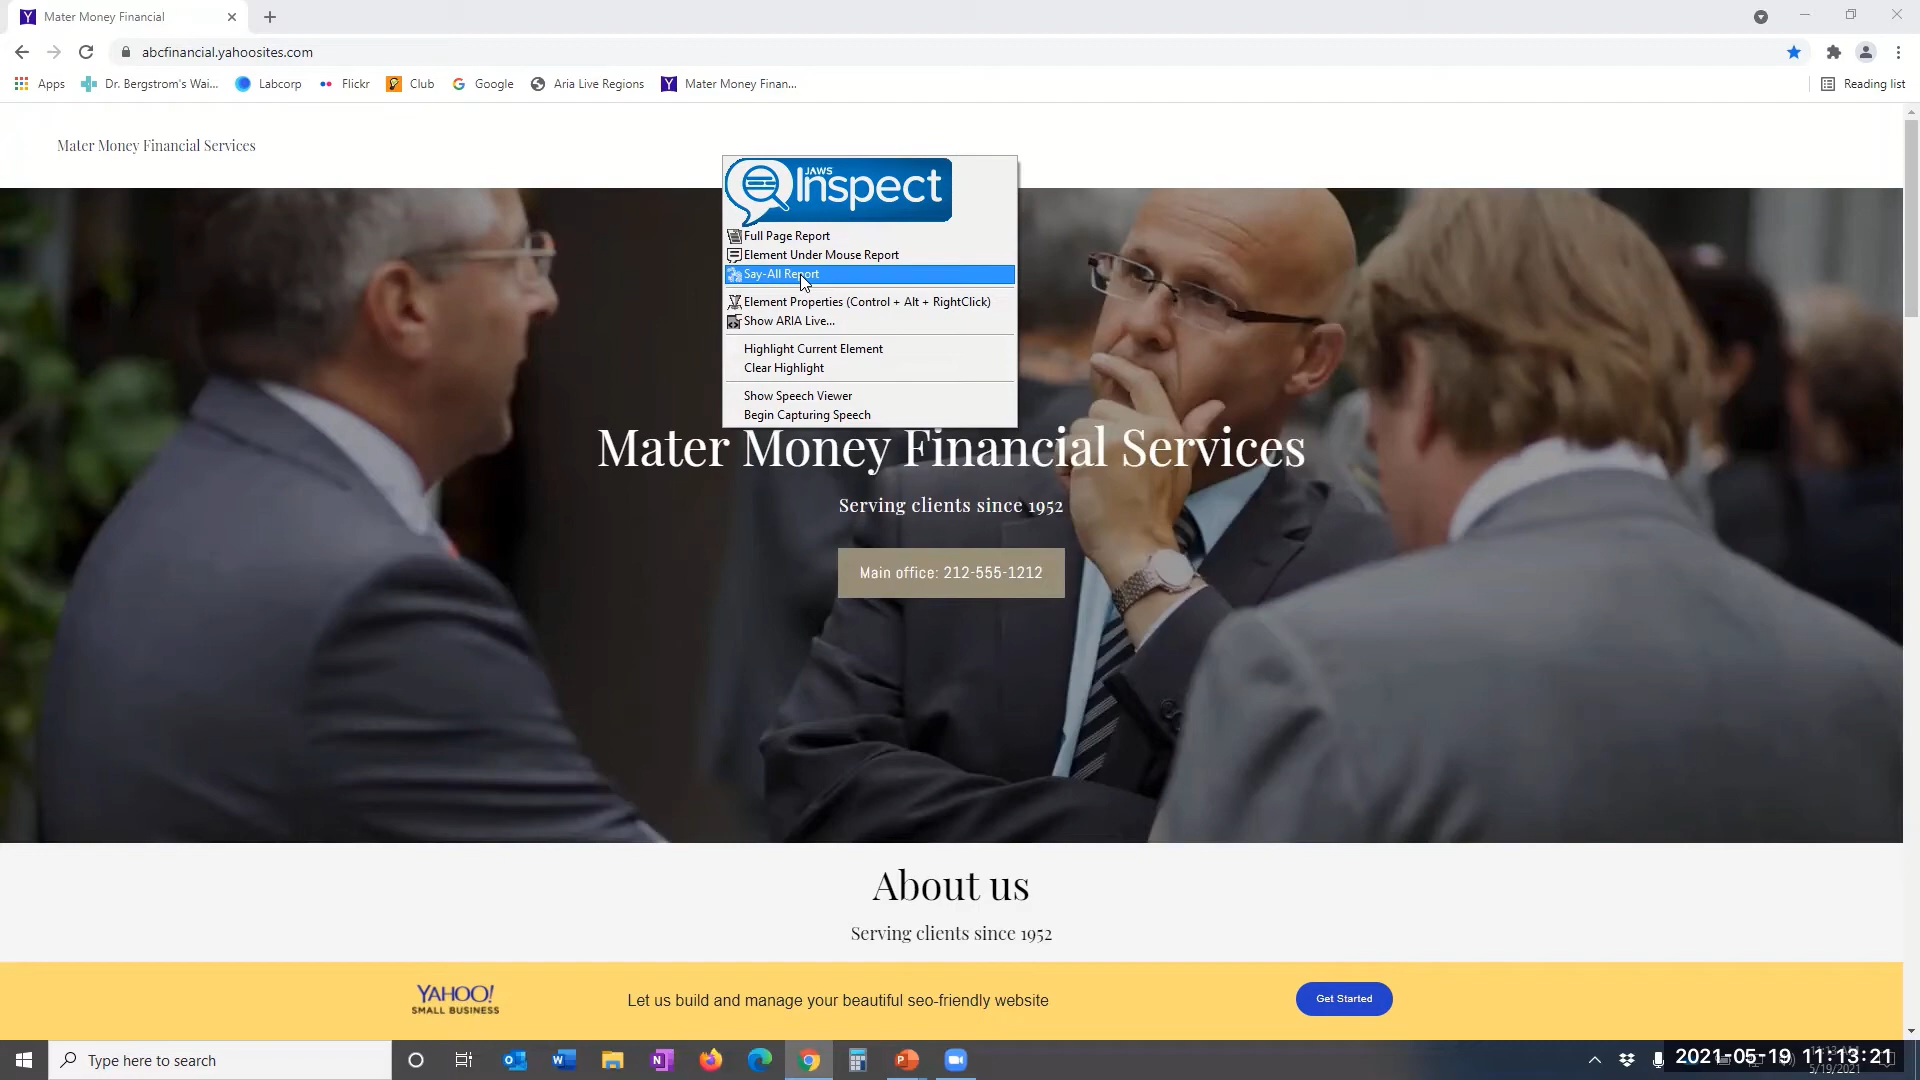 Mater Money Financial
abcfinancial.yahoosites.com
Apps Dr. Bergstrom's Wai... Labcorp Flickr Club Google Aria Live Regions Mater Money Finan... Reading list
Mater Money Financial Services
JAWS
Inspect
Full Page Report
Element Under Mouse Report
Say-All Report
Element Properties (Control + Alt + RightClick)
Show ARIA Live...
Highlight Current Element
Clear Highlight
Show Speech Viewer
Begin Capturing Speech
Mater Money Financial Services
Serving clients since 1952
Main office: 212-555-1212
About us
Serving clients since 1952
YAHOO!
SMALL BUSINESS
Let us build and manage your beautiful seo-friendly website
Get Started
Type here to search
2021-05-19 11:13:21
5/19/2021